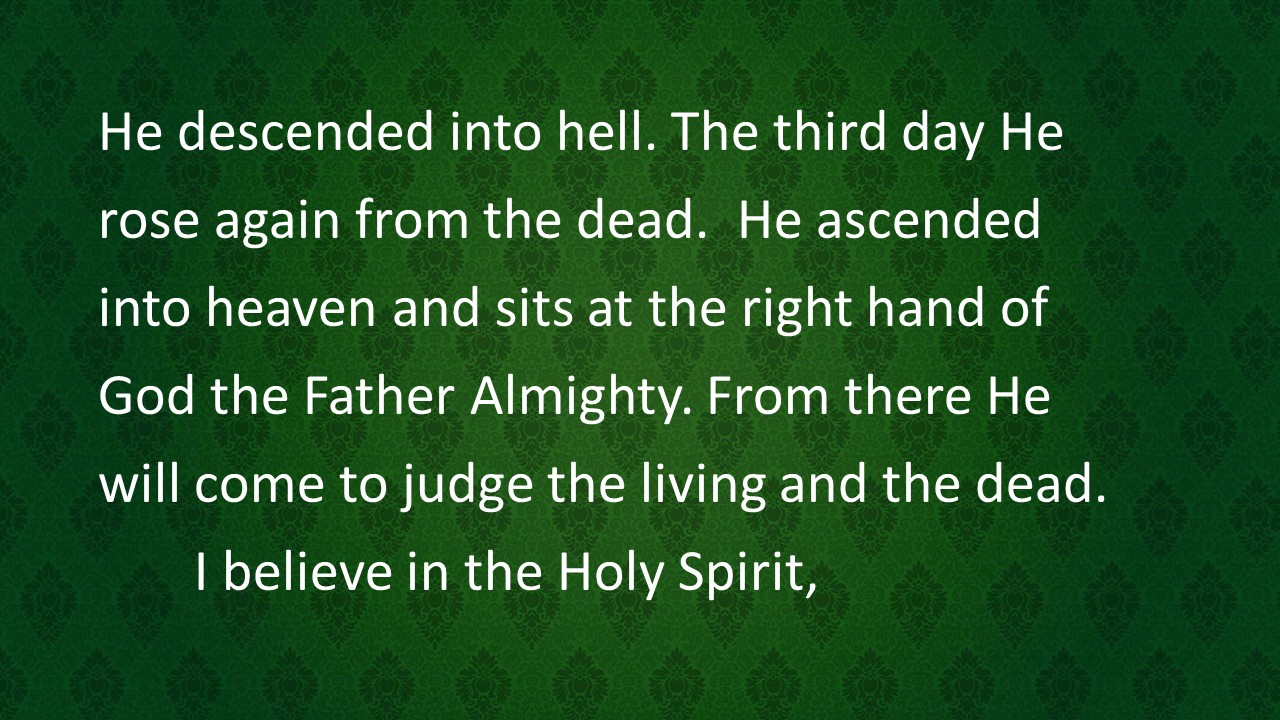 He descended into hell. The third day He
rose again from the dead.  He ascended
into heaven and sits at the right hand of
God the Father Almighty. From there He
will come to judge the living and the dead.
I believe in the Holy Spirit,